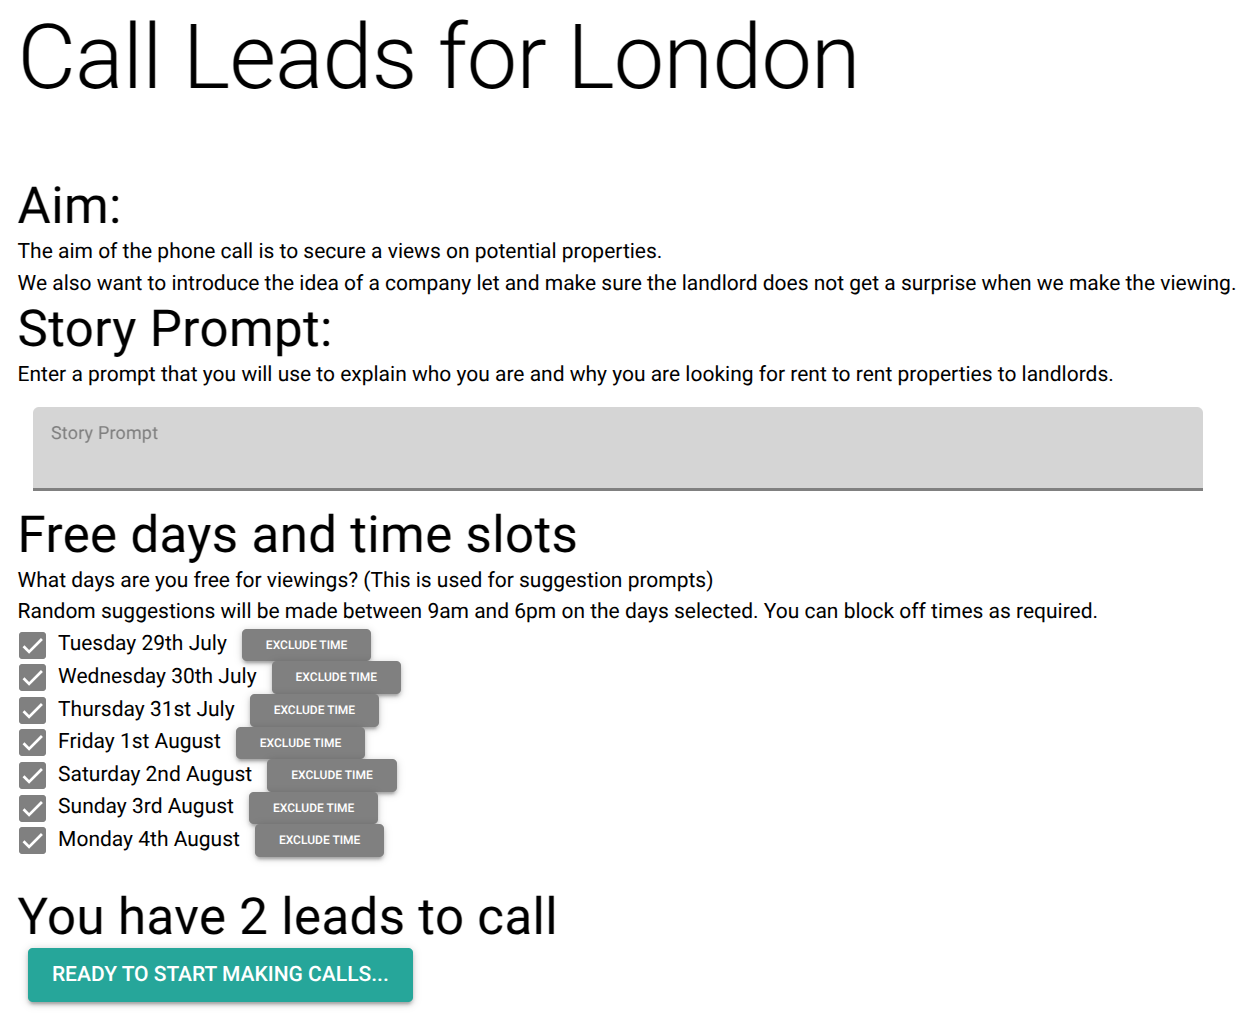 Call Leads for London
Aim:
The aim of the phone call is to secure a views on potential properties.
We also want to introduce the idea of a company let and make sure the landlord does not get a surprise when we make the viewing.
Story Prompt:
Enter a prompt that you will use to explain who you are and why you are looking for rent to rent properties to landlords.
Story Prompt
Free days and time slots
What days are you free for viewings? (This is used for suggestion prompts)
Random suggestions will be made between 9am and 6pm on the days selected. You can block off times as required.
Tuesday 29th July EXCLUDE TIME
Wednesday 30th July EXCLUDE TIME
Thursday 31st July EXCLUDE TIME
Friday 1st August EXCLUDE TIME
Saturday 2nd August EXCLUDE TIME
Sunday 3rd August EXCLUDE TIME
Monday 4th August EXCLUDE TIME
You have 2 leads to call
READY TO START MAKING CALLS...